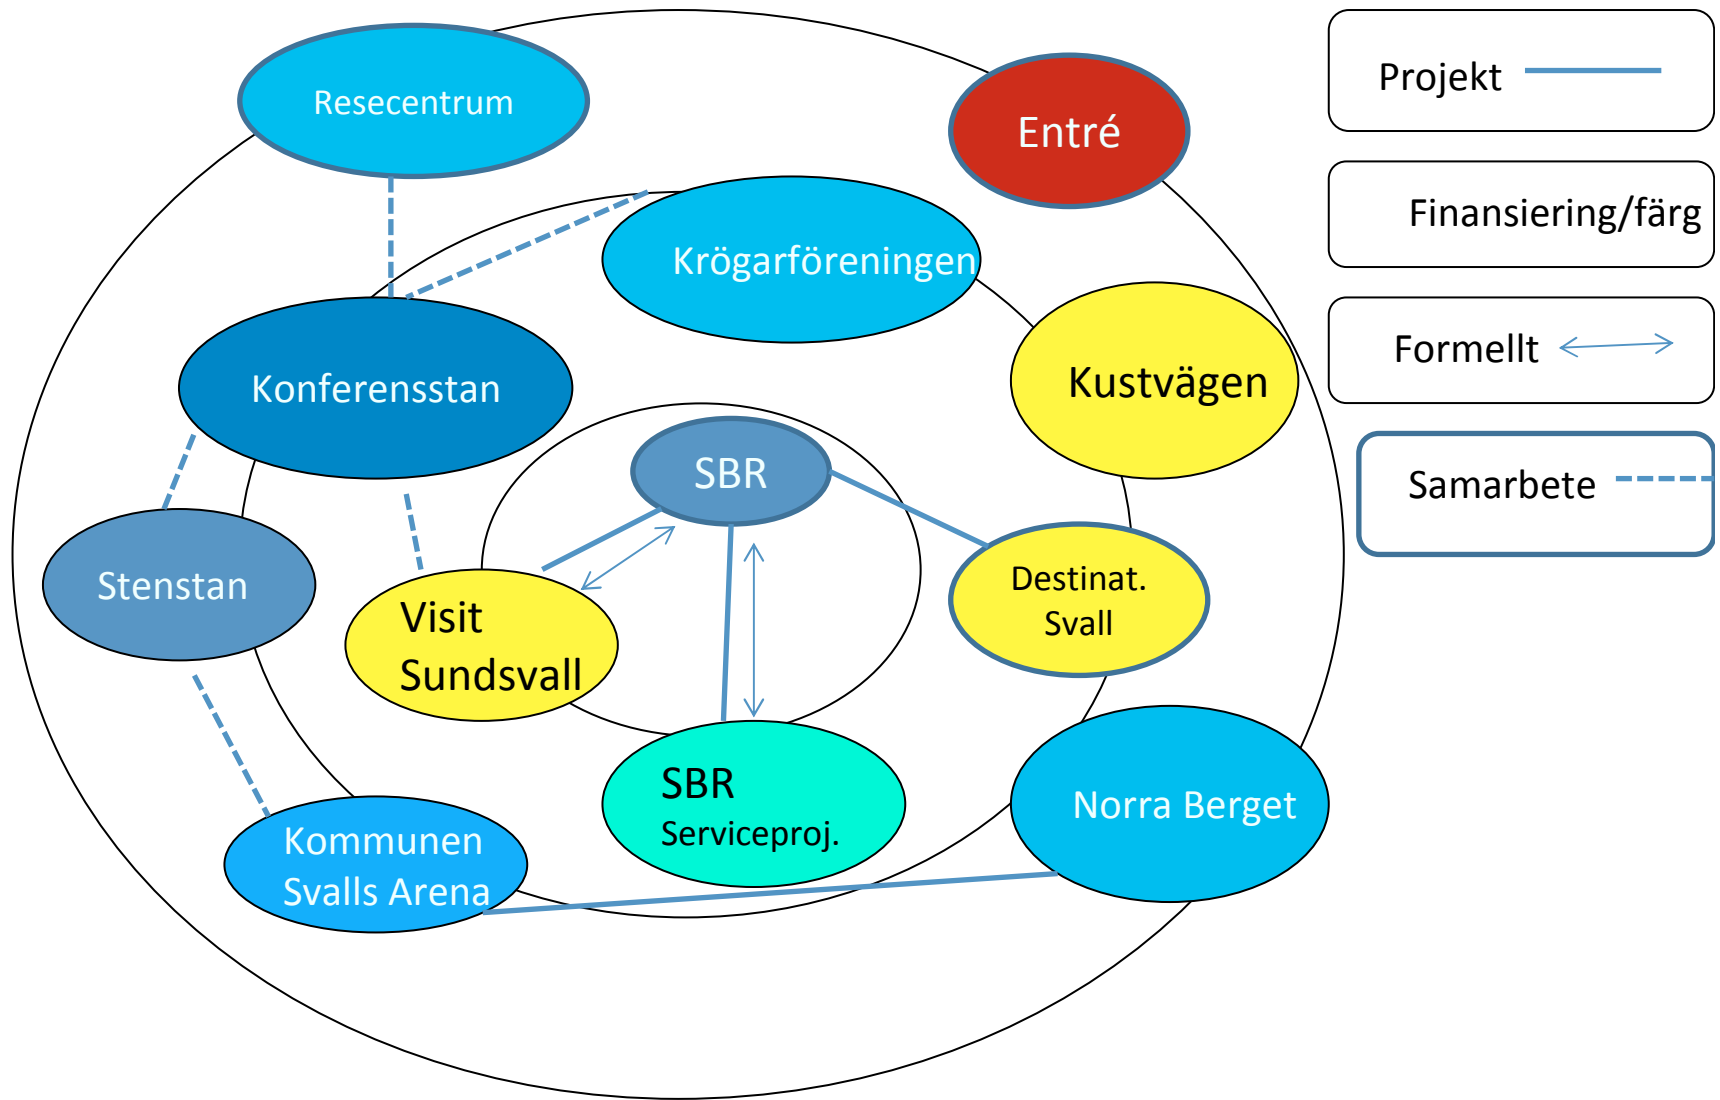 Resecentrum
Entré
Projekt
Krögarföreningen
Finansiering/färg
Konferensstan
Kustvägen
Formellt
SBR
Samarbete
Stenstan
Visit
Sundsvall
Destinat.
Svall
SBR
Serviceproj.
Norra Berget
Kommunen
Svalls Arena